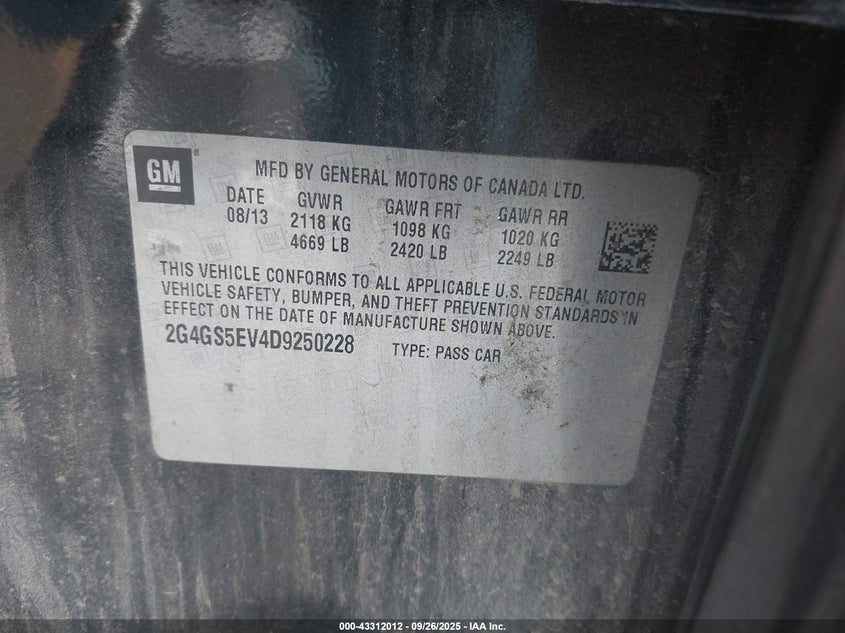 GM ® MFD BY GENERAL MOTORS OF CANADA LTD.
DATE GVWR GAWR FRT GAWR RR
08/13 2118 KG 1098 KG 1020 KG
4669 LB 2420 LB 2249 LB
THIS VEHICLE CONFORMS TO ALL APPLICABLE U.S. FEDERAL MOTOR
VEHICLE SAFETY, BUMPER, AND THEFT PREVENTION STANDARDS IN
EFFECT ON THE DATE OF MANUFACTURE SHOWN ABOVE.
2G4GS5EV4D9250228 TYPE: PASS CAR
000-43312012 - 09/26/2025 - IAA Inc.